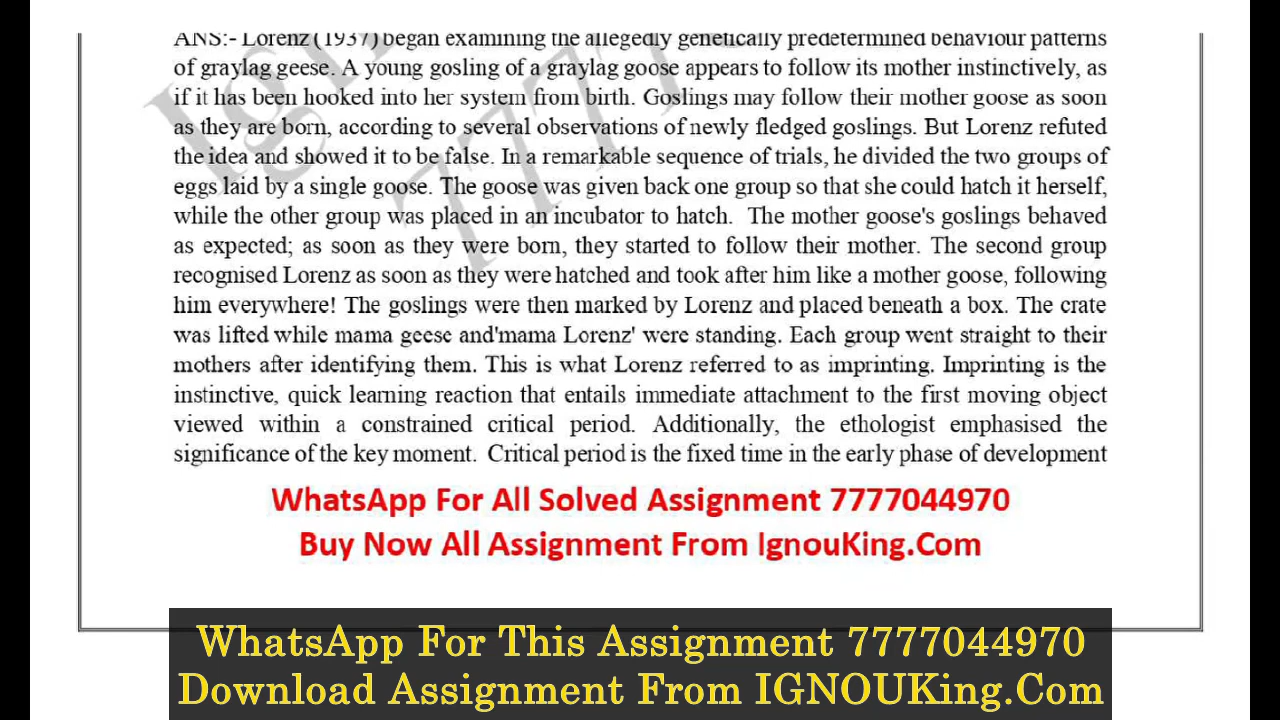 ANS:- Lorenz (1937) began examining the allegedly genetically predetermined behaviour patterns
of graylag geese. A young gosling of a graylag goose appears to follow its mother instinctively, as
if it has been hooked into her system from birth. Goslings may follow their mother goose as soon
as they are born, according to several observations of newly fledged goslings. But Lorenz refuted
the idea and showed it to be false. In a remarkable sequence of trials, he divided the two groups of
eggs laid by a single goose. The goose was given back one group so that she could hatch it herself,
while the other group was placed in an incubator to hatch. The mother goose's goslings behaved
as expected; as soon as they were born, they started to follow their mother. The second group
recognised Lorenz as soon as they were hatched and took after him like a mother goose, following
him everywhere! The goslings were then marked by Lorenz and placed beneath a box. The crate
was lifted while mama geese and'mama Lorenz' were standing. Each group went straight to their
mothers after identifying them. This is what Lorenz referred to as imprinting. Imprinting is the
instinctive, quick learning reaction that entails immediate attachment to the first moving object
viewed within a constrained critical period. Additionally, the ethologist emphasised the
significance of the key moment. Critical period is the fixed time in the early phase of development
WhatsApp For All Solved Assignment 7777044970
Buy Now All Assignment From IgnouKing.Com
WhatsApp For This Assignment 7777044970
Download Assignment From IGNOUKing.Com